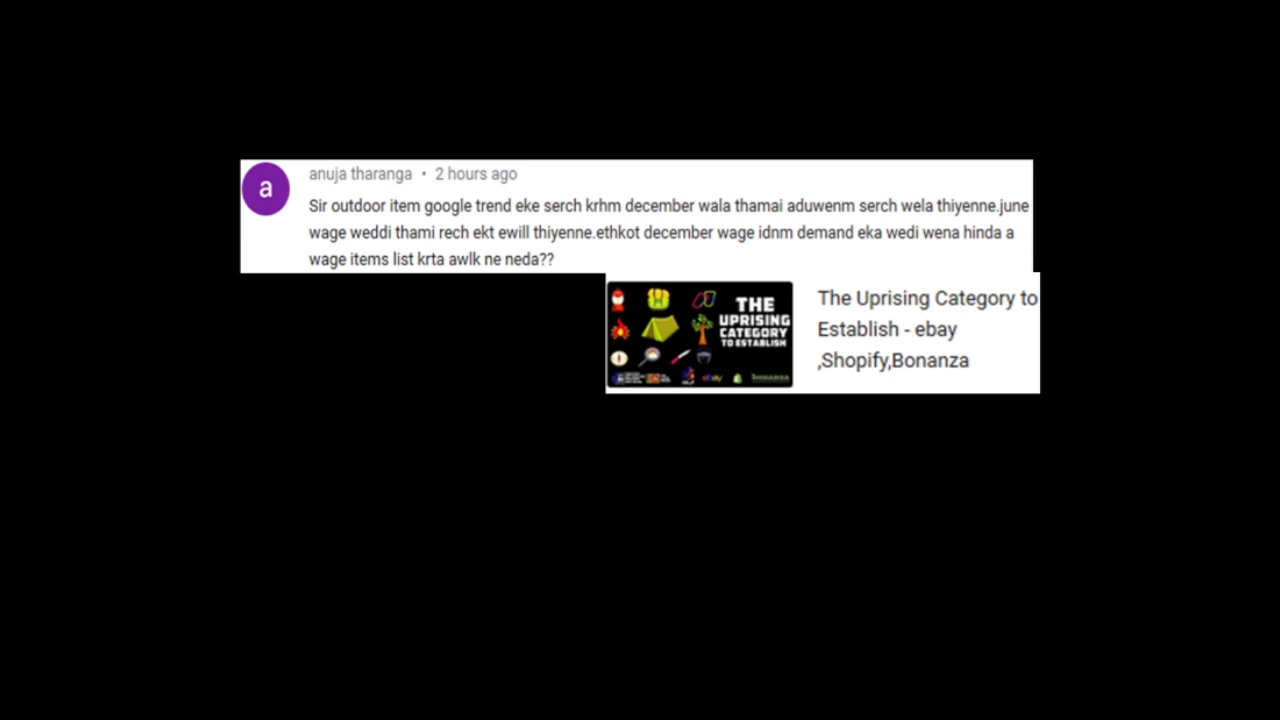 a
anuja tharanga • 2 hours ago
Sir outdoor item google trend eke serch krhm december wala thamai aduwenm serch wela thiyenne.june
wage weddi thami rech ekt ewill thiyenne.ethkot december wage idnm demand eka wedi wena hinda a
wage items list krta awlk ne neda??
THE
UPRISING
CATEGORY
TO ESTABLISH
ebay
BONANZA
The Uprising Category to
Establish - ebay
,Shopify,Bonanza